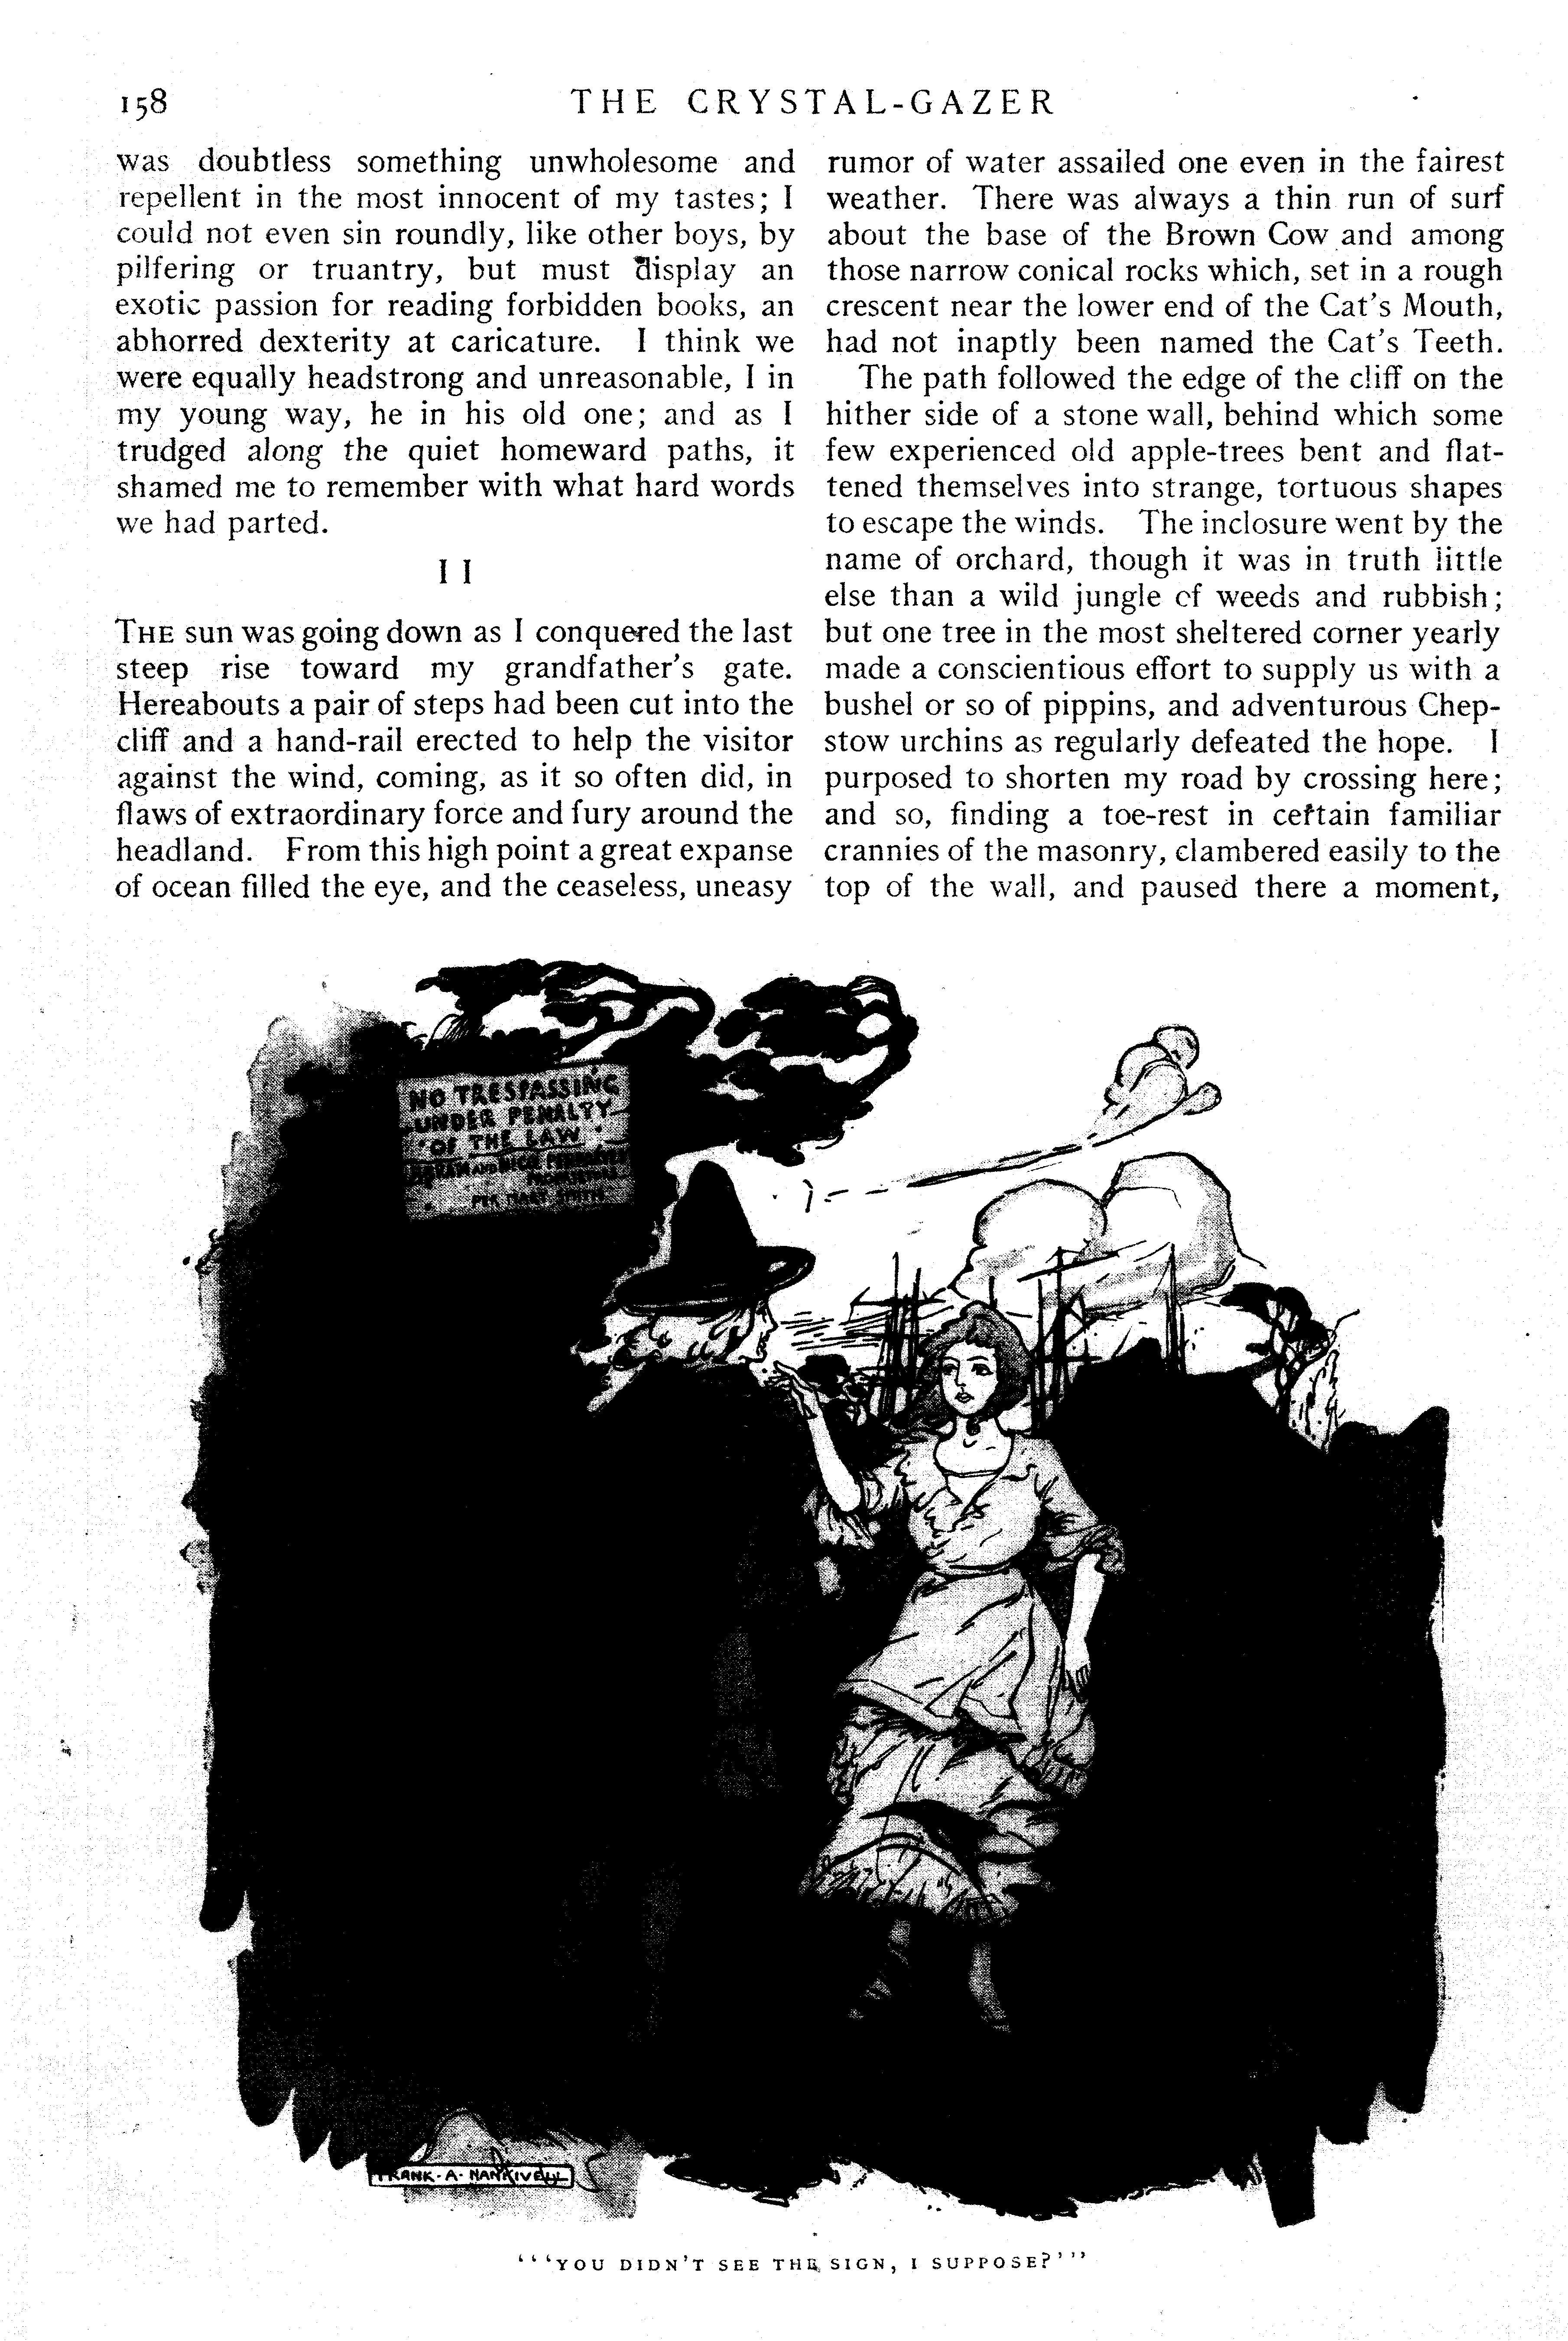 158
THE CRYSTAL-GAZER
was doubtless something unwholesome and
repellent in the most innocent of my tastes; I
could not even sin roundly, like other boys, by
pilfering or truantry, but must display an
exotic passion for reading forbidden books, an
abhorred dexterity at caricature. I think we
were equally headstrong and unreasonable, I in
my young way, he in his old one; and as I
trudged along the quiet homeward paths, it
shamed me to remember with what hard words
we had parted.
II
THE sun was going down as I conquered the last
steep rise toward my grandfather's gate.
Hereabouts a pair of steps had been cut into the
cliff and a hand-rail erected to help the visitor
against the wind, coming, as it so often did, in
flaws of extraordinary force and fury around the
headland. From this high point a great expanse
of ocean filled the eye, and the ceaseless, uneasy
rumor of water assailed one even in the fairest
weather. There was always a thin run of surf
about the base of the Brown Cow and among
those narrow conical rocks which, set in a rough
crescent near the lower end of the Cat's Mouth,
had not inaptly been named the Cat's Teeth.
The path followed the edge of the cliff on the
hither side of a stone wall, behind which some
few experienced old apple-trees bent and flat-
tened themselves into strange, tortuous shapes
to escape the winds. The inclosure went by the
name of orchard, though it was in truth little
else than a wild jungle of weeds and rubbish;
but one tree in the most sheltered corner yearly
made a conscientious effort to supply us with a
bushel or so of pippins, and adventurous Chep-
stow urchins as regularly defeated the hope. I
purposed to shorten my road by crossing here;
and so, finding a toe-rest in certain familiar
crannies of the masonry, clambered easily to the
top of the wall, and paused there a moment,
NO TRESPASSING
UNDER PENALTY
OF THE LAW
AND NICOL
PER MARY SMITH
FRANK·A·NANKIVELL
"'"YOU DIDN'T SEE THE SIGN, I SUPPOSE?"'"